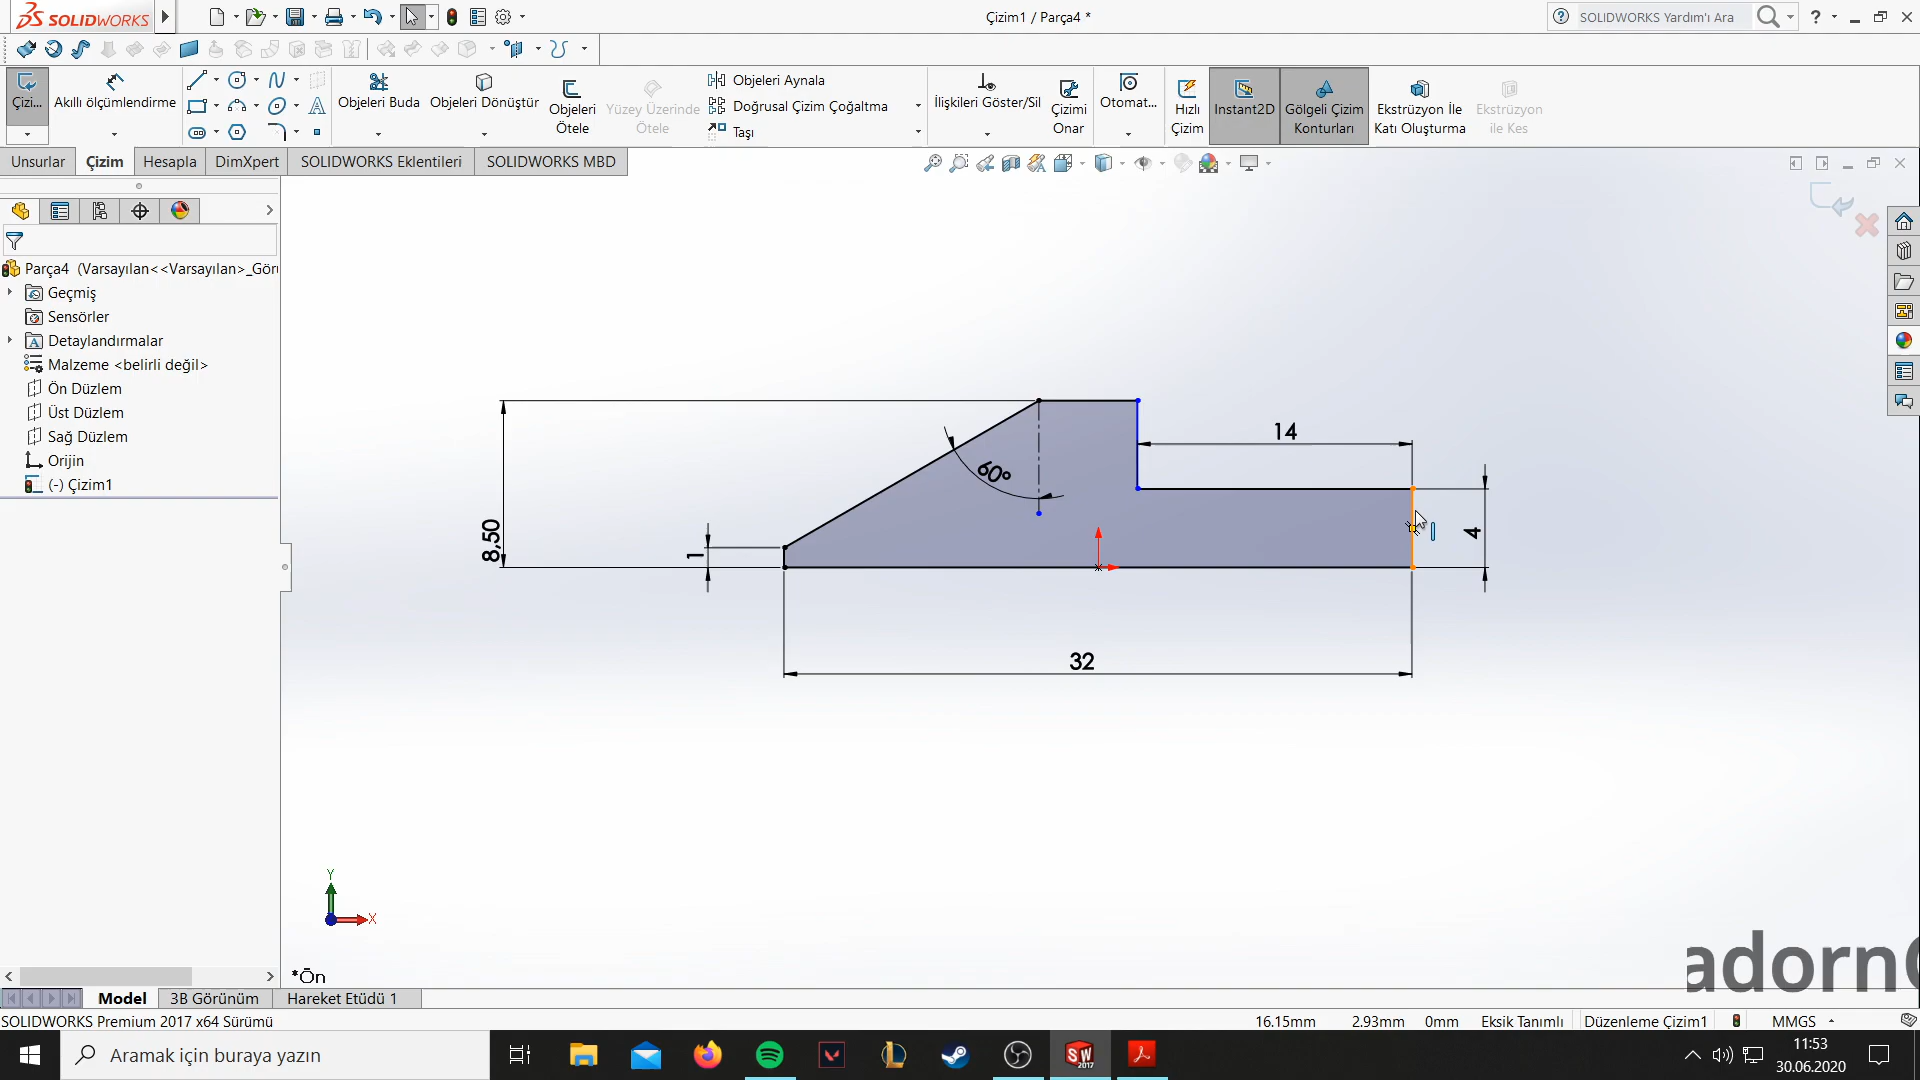 SOLIDWORKS
Çizim1 / Parça4 *
SOLIDWORKS Yardım'ı Ara
Çizi...
Akıllı ölçümlendirme
Objeleri Buda
Objeleri Dönüştür
Objeleri Ötele
Yüzey Üzerinde Ötele
Objeleri Aynala
Doğrusal Çizim Çoğaltma
Taşı
İlişkileri Göster/Sil
Çizimi Onar
Otomat...
Hızlı Çizim
Instant2D
Gölgeli Çizim Konturları
Ekstrüzyon İle Katı Oluşturma
Ekstrüzyon ile Kes
Unsurlar
Çizim
Hesapla
DimXpert
SOLIDWORKS Eklentileri
SOLIDWORKS MBD
Parça4 (Varsayılan<<Varsayılan>_Görü
Geçmiş
Sensörler
Detaylandırmalar
Malzeme <belirli değil>
Ön Düzlem
Üst Düzlem
Sağ Düzlem
Orijin
(-) Çizim1
14
60°
8,50
1
4
32
Y
X
*Ön
adorn
Model
3B Görünüm
Hareket Etüdü 1
SOLIDWORKS Premium 2017 x64 Sürümü
16.15mm
2.93mm
0mm
Eksik Tanımlı
Düzenleme Çizim1
MMGS
Aramak için buraya yazın
SW
2017
11:53
30.06.2020